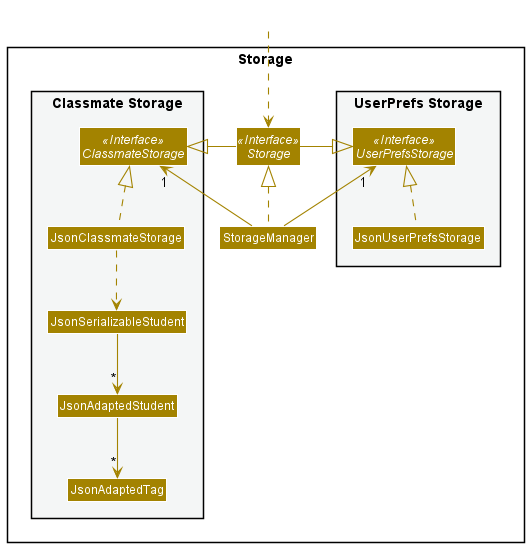 Storage
Classmate Storage
UserPrefs Storage
«Interface»
ClassmateStorage
«Interface»
Storage
«Interface»
UserPrefsStorage
1
1
JsonClassmateStorage
StorageManager
JsonUserPrefsStorage
JsonSerializableStudent
*
JsonAdaptedStudent
*
JsonAdaptedTag